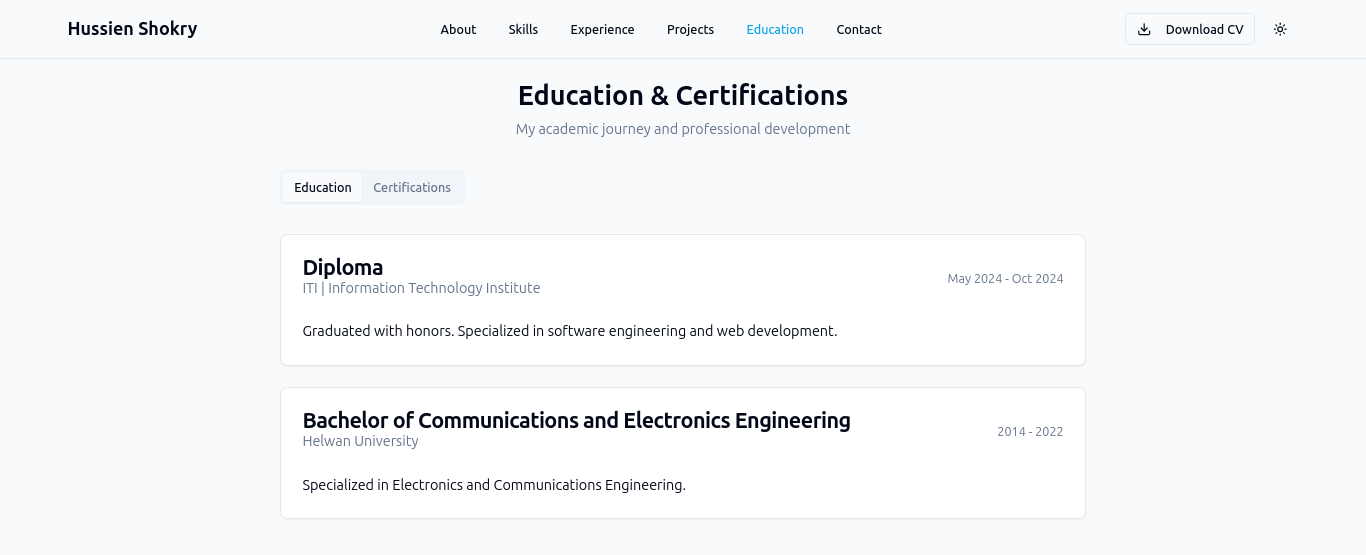 Hussien Shokry
About
Skills
Experience
Projects
Education
Contact
Download CV
Education & Certifications
My academic journey and professional development
Education
Certifications
Diploma
ITI | Information Technology Institute
May 2024 - Oct 2024
Graduated with honors. Specialized in software engineering and web development.
Bachelor of Communications and Electronics Engineering
Helwan University
2014 - 2022
Specialized in Electronics and Communications Engineering.